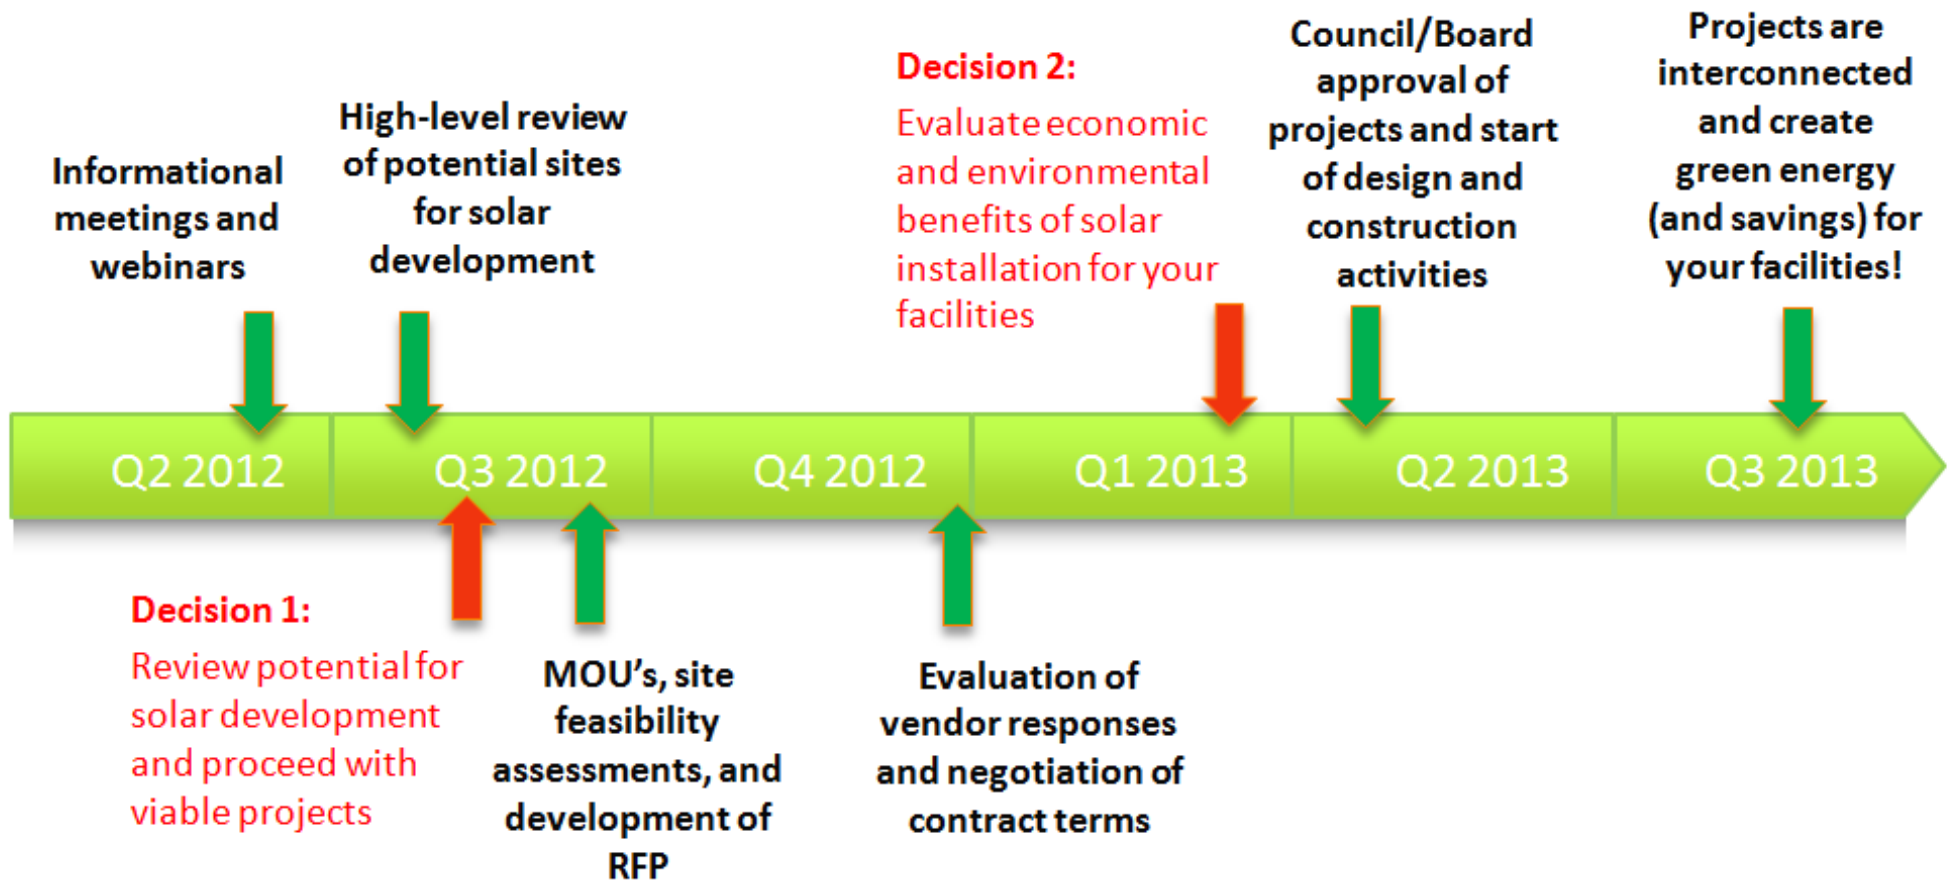 Informational
meetings and
webinars
High-level review
of potential sites
for solar
development
Decision 2:
Evaluate economic
and environmental
benefits of solar
installation for your
facilities
Council/Board
approval of
projects and start
of design and
construction
activities
Projects are
interconnected
and create
green energy
(and savings) for
your facilities!
Q2 2012
Q3 2012
Q4 2012
Q1 2013
Q2 2013
Q3 2013
Decision 1:
Review potential for
solar development
and proceed with
viable projects
MOU’s, site
feasibility
assessments, and
development of
RFP
Evaluation of
vendor responses
and negotiation of
contract terms